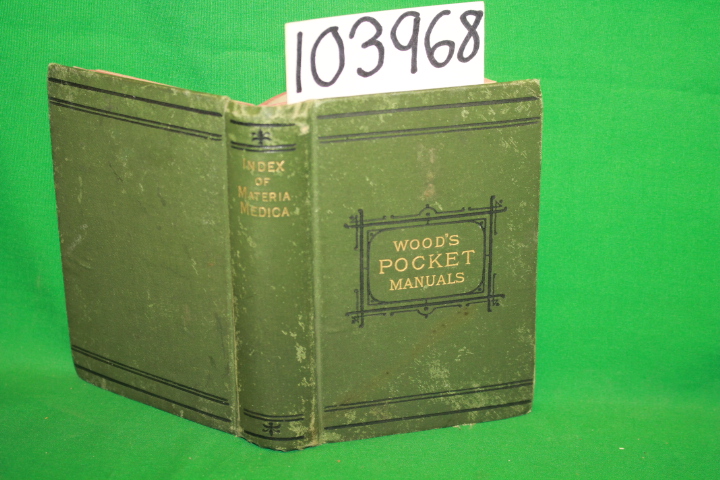 103968
INDEX
OF
MATERIA
MEDICA
WOOD'S
POCKET
MANUALS